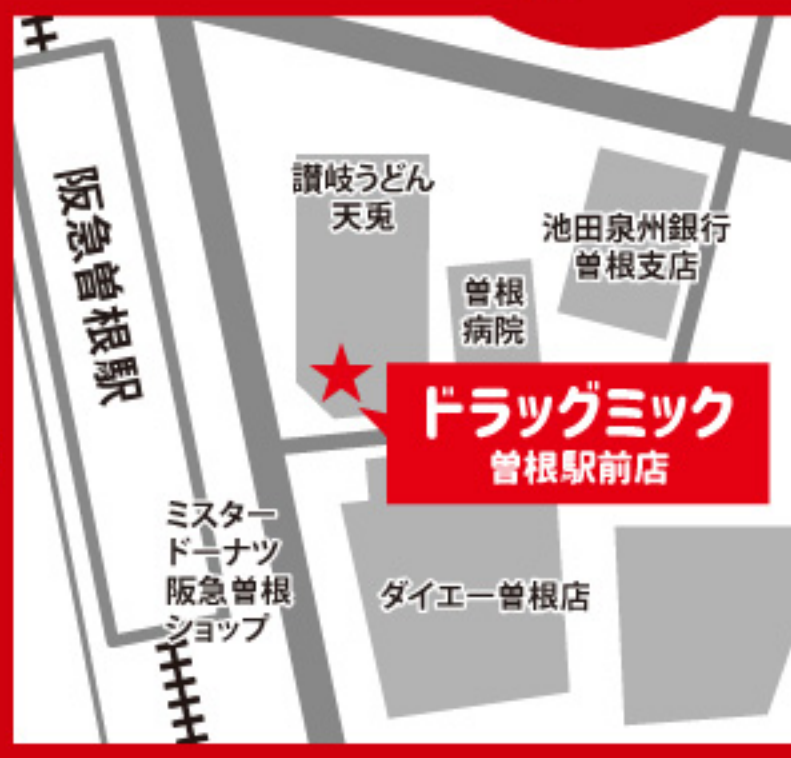 讃岐うどん
天兎
池田泉州銀行
曽根支店
阪急曽根駅
曽根
病院
ドラッグミック
曽根駅前店
ミスター
ドーナツ
阪急曽根
ショップ
ダイエー曽根店